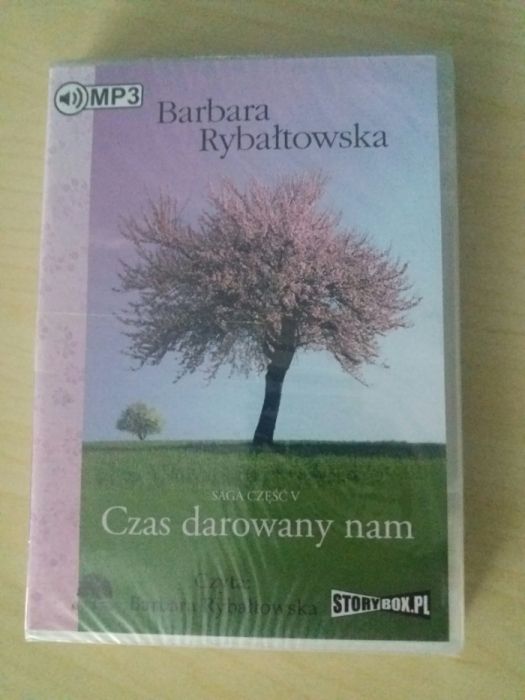 MP3
Barbara
Rybałtowska
SAGA CZĘŚĆ V
Czas darowany nam
Czyta:
Barbara Rybałtowska
STORYBOX.PL